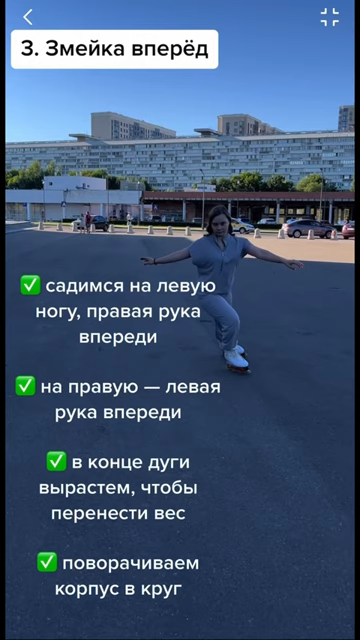 3. Змейка вперёд
✅ садимся на левую
ногу, правая рука
впереди
✅ на правую — левая
рука впереди
✅ в конце дуги
вырастем, чтобы
перенести вес
✅ поворачиваем
корпус в круг